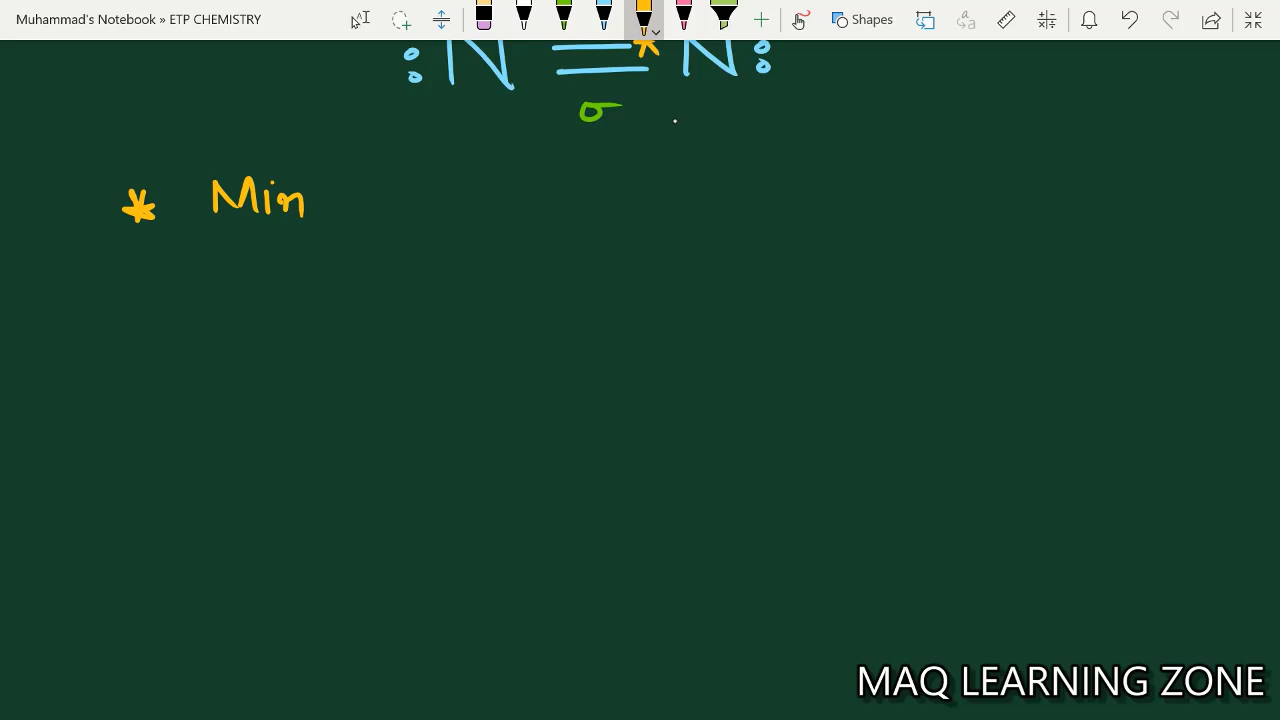 Muhammad's Notebook » ETP CHEMISTRY
Shapes
:N ≡ N:
σ
* Min
MAQ LEARNING ZONE